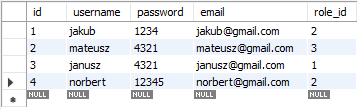 id username password email role_id
1 jakub 1234 jakub@gmail.com 2
2 mateusz 4321 mateusz@gmail.com 3
3 janusz 4321 janusz@gmail.com 1
4 norbert 12345 norbert@gmail.com 2
NULL NULL NULL NULL NULL